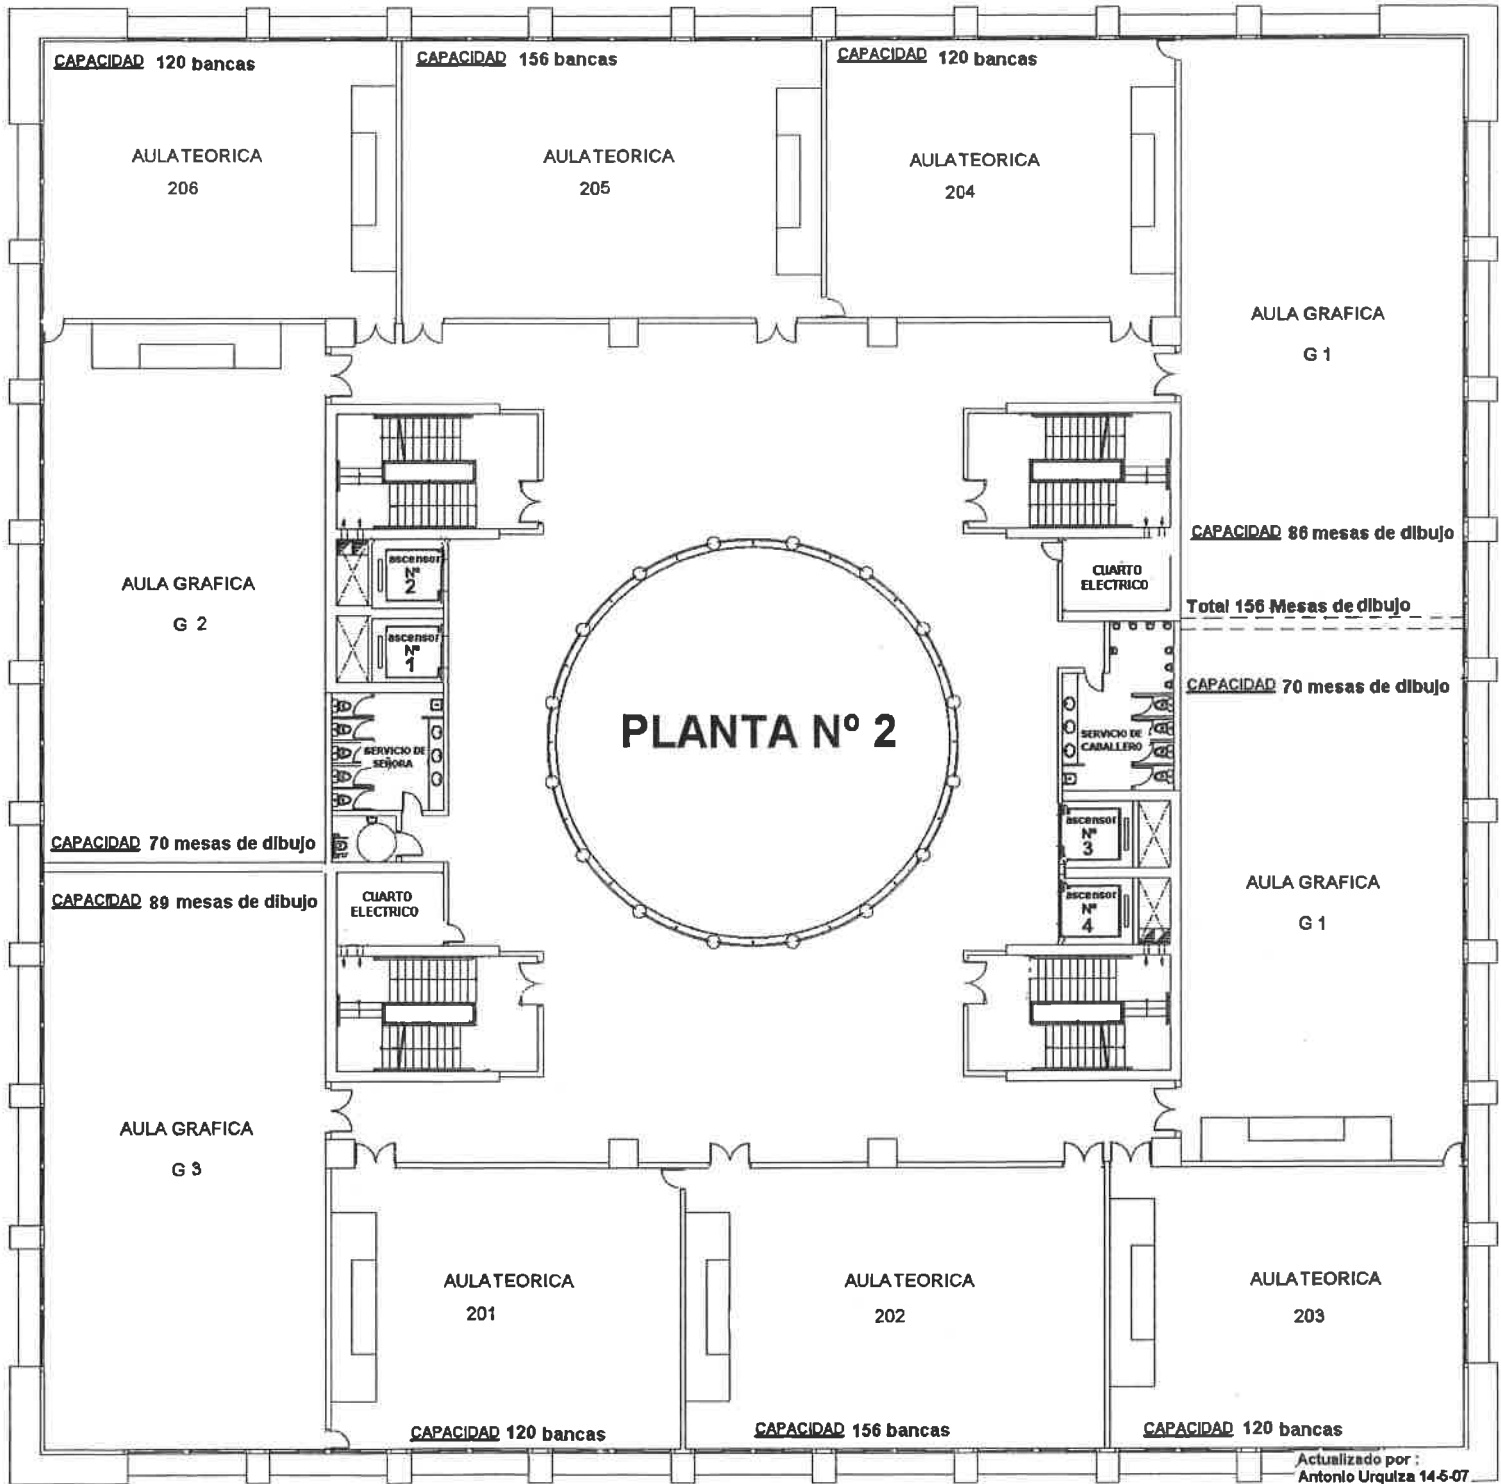 CAPACIDAD 120 bancas
CAPACIDAD 156 bancas
CAPACIDAD 120 bancas
AULA TEORICA
206
AULA TEORICA
205
AULA TEORICA
204
AULA GRAFICA
G 1
CAPACIDAD 86 mesas de dibujo
Total 156 Mesas de dibujo
CAPACIDAD 70 mesas de dibujo
AULA GRAFICA
G 1
AULA GRAFICA
G 2
CAPACIDAD 70 mesas de dibujo
CAPACIDAD 89 mesas de dibujo
AULA GRAFICA
G 3
ascensor
Nº
2
ascensor
Nº
1
SERVICIO DE
SEÑORA
CUARTO
ELECTRICO
PLANTA Nº 2
CUARTO
ELECTRICO
SERVICIO DE
CABALLERO
ascensor
Nº
3
ascensor
Nº
4
AULA TEORICA
201
AULA TEORICA
202
AULA TEORICA
203
CAPACIDAD 120 bancas
CAPACIDAD 156 bancas
CAPACIDAD 120 bancas
Actualizado por :
Antonio Urquiza 14-5-07